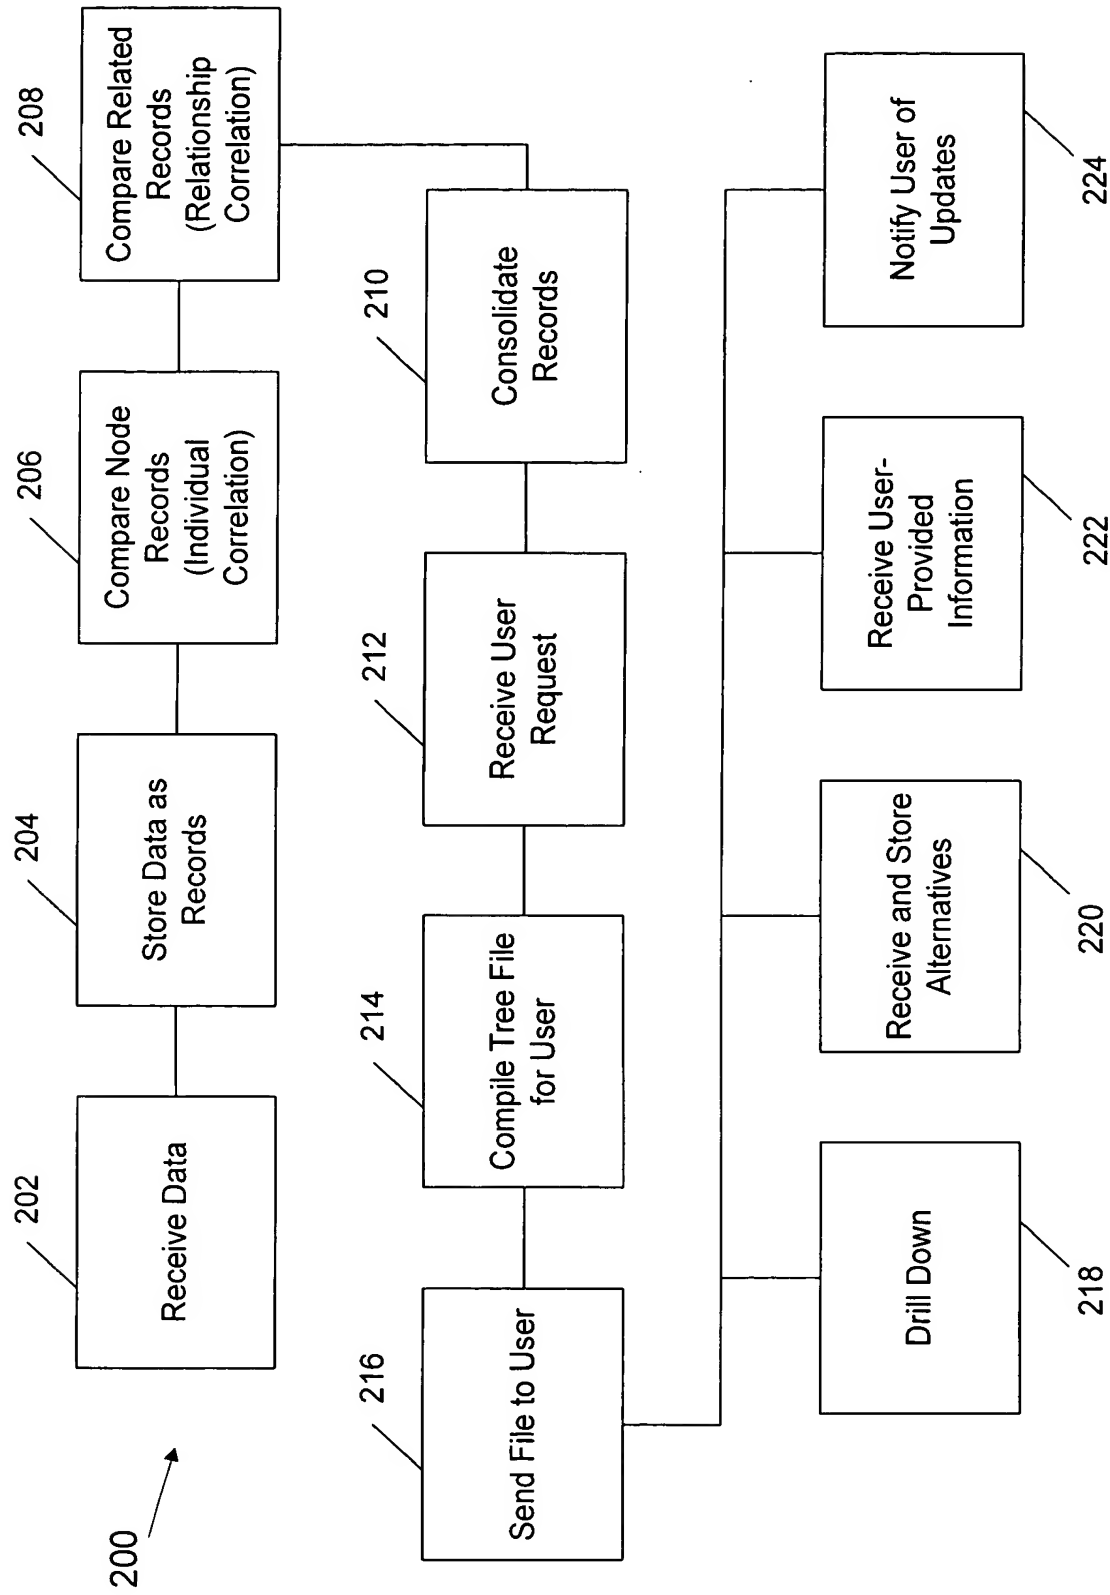 200
202
Receive Data
204
Store Data as
Records
206
Compare Node
Records
(Individual
Correlation)
208
Compare Related
Records
(Relationship
Correlation)
210
Consolidate
Records
212
Receive User
Request
214
Compile Tree File
for User
216
Send File to User
Drill Down
218
Receive and Store
Alternatives
220
Receive User-
Provided
Information
222
Notify User of
Updates
224